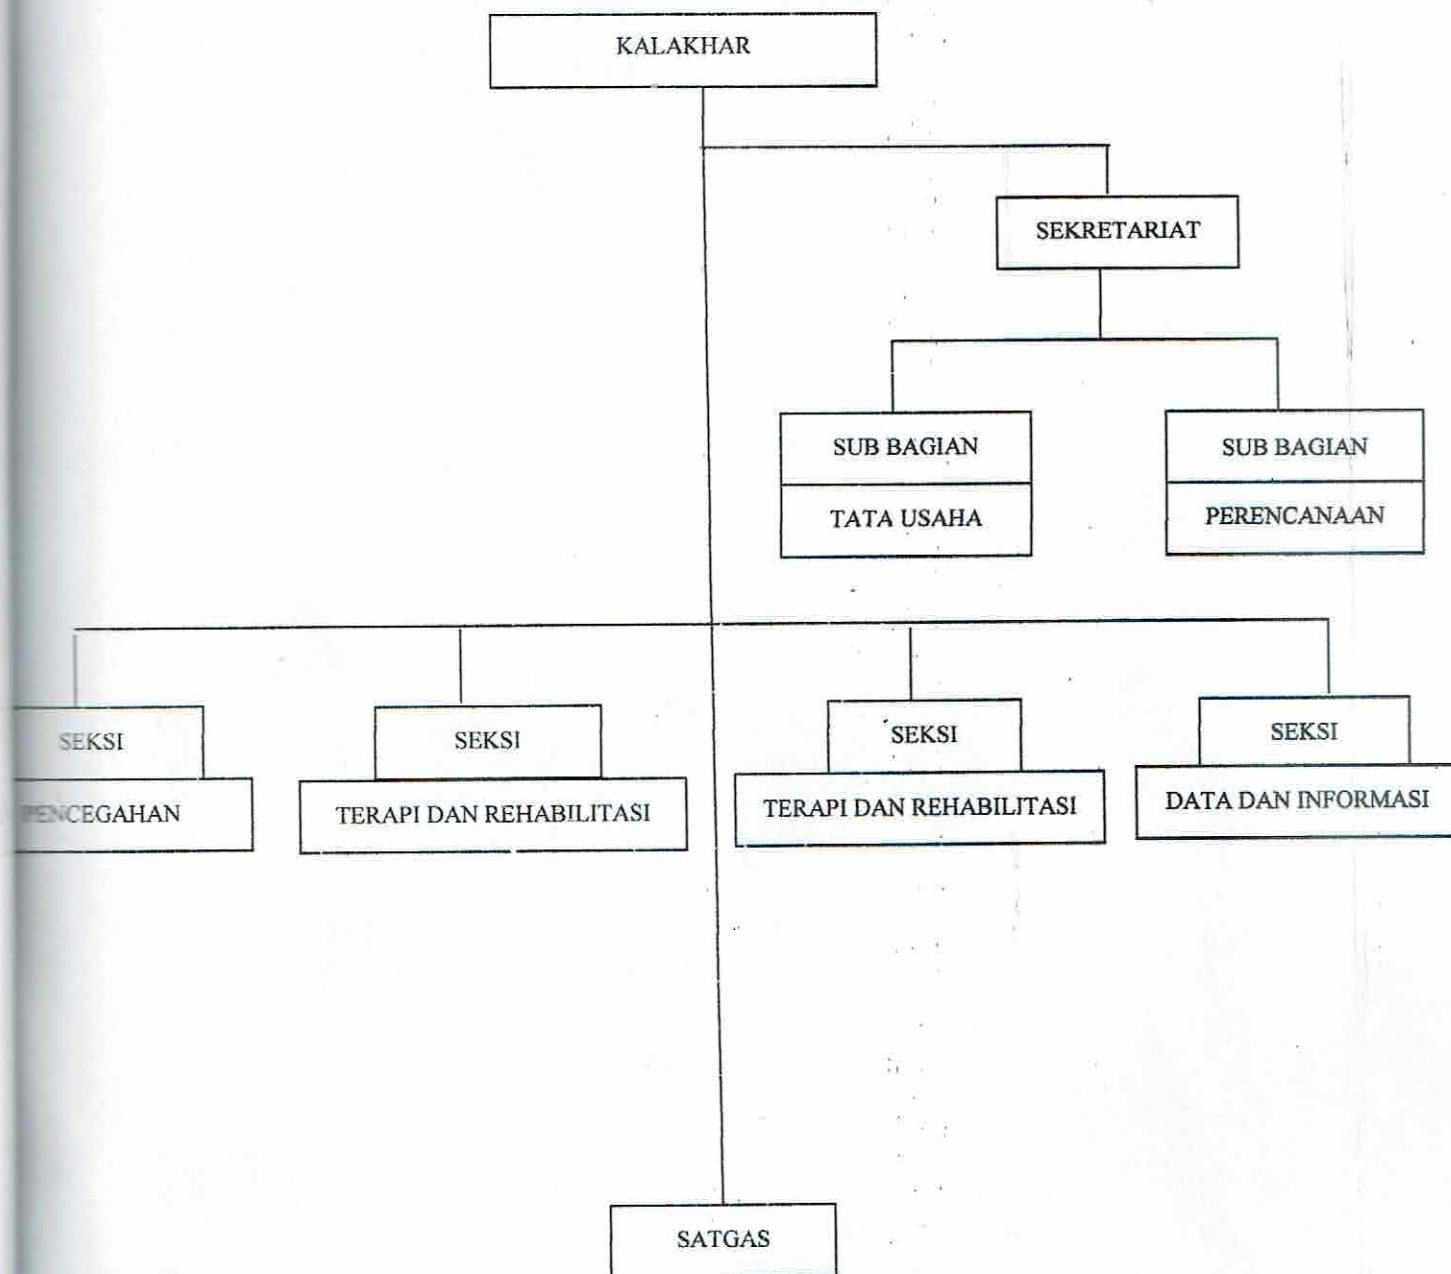 KALAKHAR
SEKRETARIAT
SUB BAGIAN
TATA USAHA
SUB BAGIAN
PERENCANAAN
SEKSI
PENCEGAHAN
SEKSI
TERAPI DAN REHABILITASI
SEKSI
TERAPI DAN REHABILITASI
SEKSI
DATA DAN INFORMASI
SATGAS